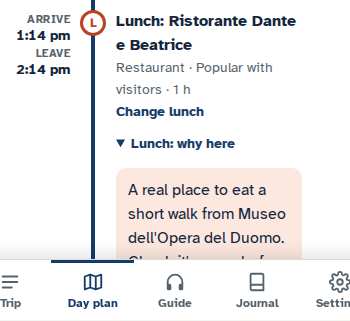 ARRIVE
1:14 pm
LEAVE
2:14 pm
L
Lunch: Ristorante Dante
e Beatrice
Restaurant · Popular with
visitors · 1 h
Change lunch
▼ Lunch: why here
A real place to eat a
short walk from Museo
dell'Opera del Duomo.
Trip
Day plan
Guide
Journal
Settin